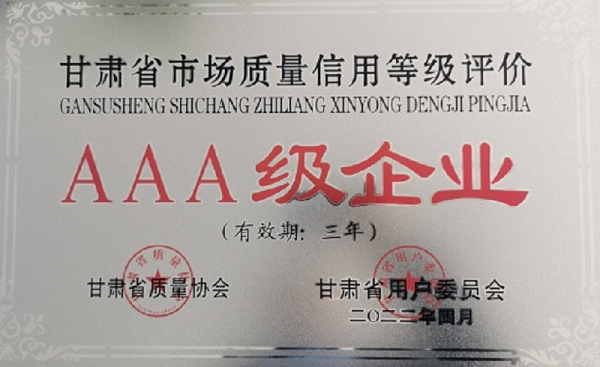 甘肃省市场质量信用等级评价
GANSUSHENG SHICHANG ZHILIANG XINYONG DENGJI PINGJIA
AAA级企业
（有效期：三年）
甘肃省质量协会
甘肃省用户委员会
二〇二二年四月